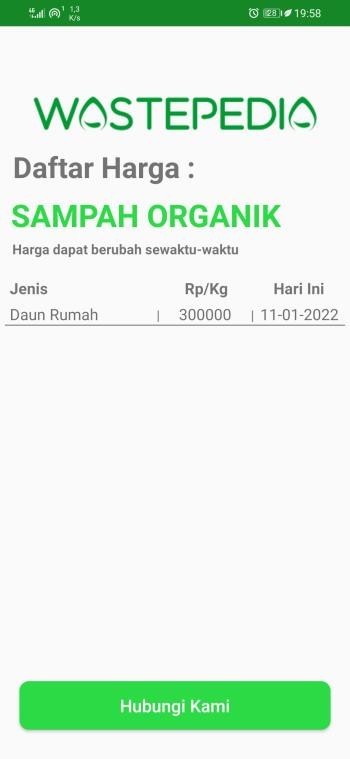 4G 1 1,3 K/s 28 19:58
WASTEPEDIA
Daftar Harga :
SAMPAH ORGANIK
Harga dapat berubah sewaktu-waktu
Jenis Rp/Kg Hari Ini
Daun Rumah | 300000 | 11-01-2022
Hubungi Kami